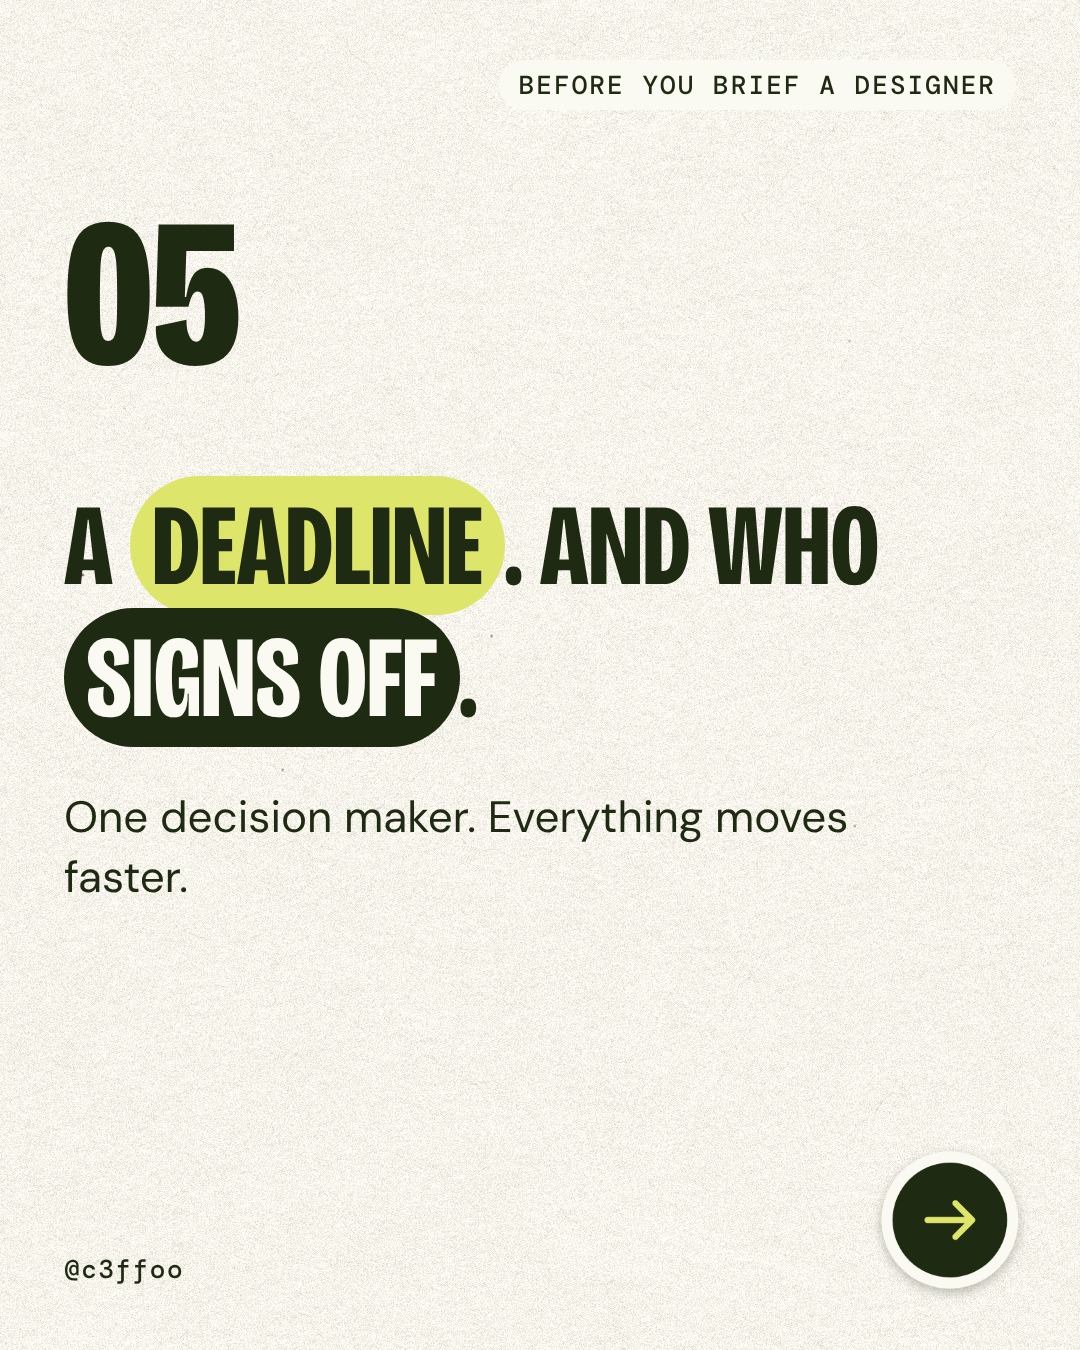 BEFORE YOU BRIEF A DESIGNER
05
A DEADLINE. AND WHO
SIGNS OFF.
One decision maker. Everything moves
faster.
@c3ffoo